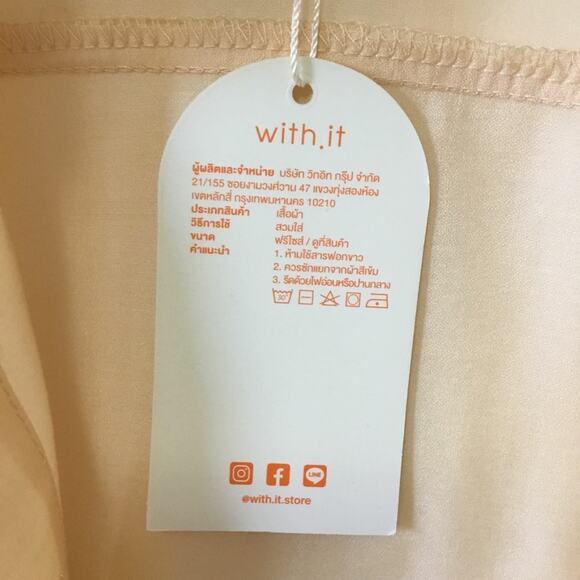 with.it
ผู้ผลิตและจำหน่าย บริษัท วิทอิท กรุ๊ป จำกัด
21/155 ซอยงามวงศ์วาน 47 แขวงทุ่งสองห้อง
เขตหลักสี่ กรุงเทพมหานคร 10210
ประเภทสินค้า เสื้อผ้า
วิธีการใช้ สวมใส่
ขนาด ฟรีไซส์ / ดูที่สินค้า
คำแนะนำ 1. ห้ามใช้สารฟอกขาว
2. ควรซักแยกจากผ้าสีเข้ม
3. รีดด้วยไฟอ่อนหรือปานกลาง
30°
LINE
@with.it.store